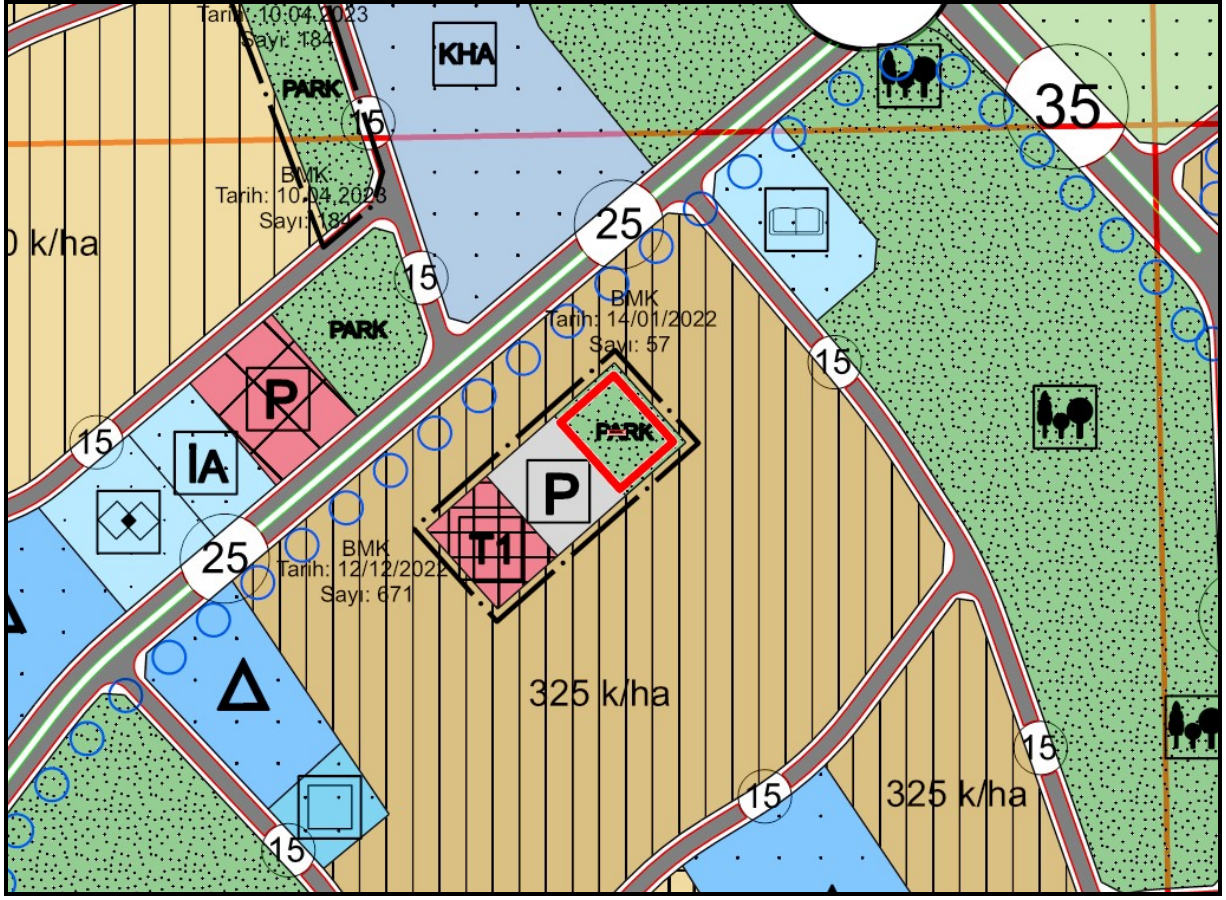 Tarih: 10.04.2023
Sayı: 184
KHA
PARK
35
15
BMK
Tarih: 10.04.2023
Sayı: 184
25
0 k/ha
15
BMK
Tarih: 14/01/2022
Sayı: 57
PARK
15
P
15
PARK
İA
P
T1
25
BMK
Tarih: 12/12/2022
Sayı: 671
325 k/ha
15
15
325 k/ha
15